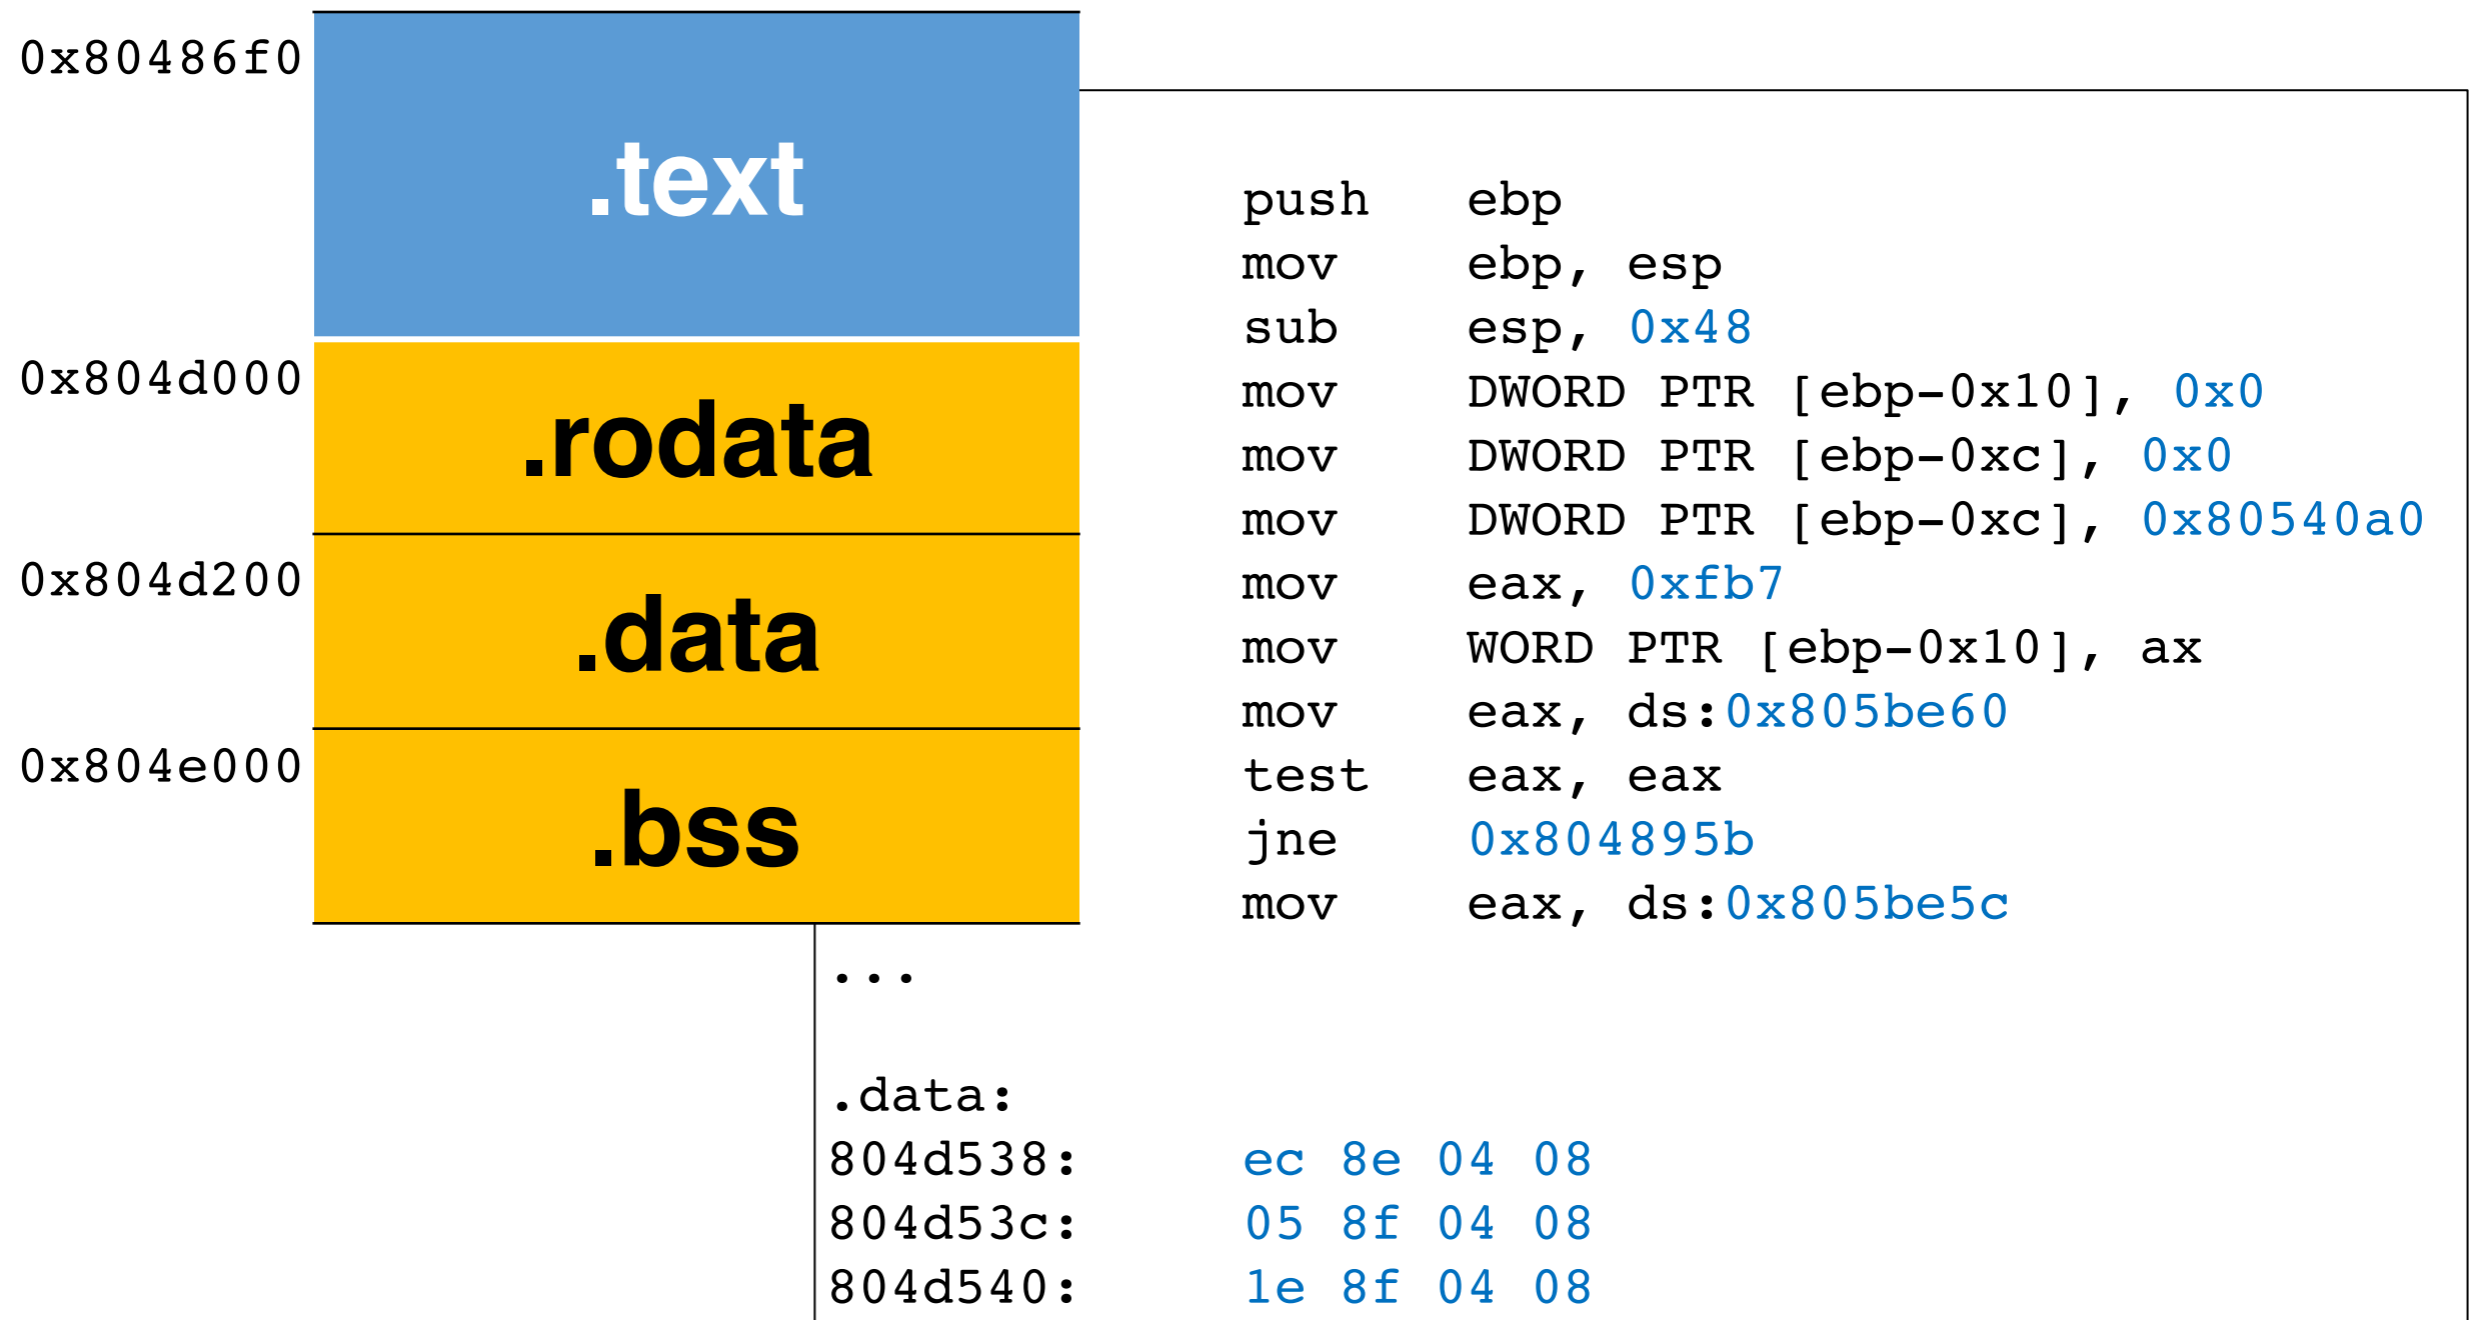 0x80486f0
.text
0x804d000
.rodata
0x804d200
.data
0x804e000
.bss
push ebp
mov ebp, esp
sub esp, 0x48
mov DWORD PTR [ebp-0x10], 0x0
mov DWORD PTR [ebp-0xc], 0x0
mov DWORD PTR [ebp-0xc], 0x80540a0
mov eax, 0xfb7
mov WORD PTR [ebp-0x10], ax
mov eax, ds:0x805be60
test eax, eax
jne 0x804895b
mov eax, ds:0x805be5c
...
.data:
804d538: ec 8e 04 08
804d53c: 05 8f 04 08
804d540: 1e 8f 04 08